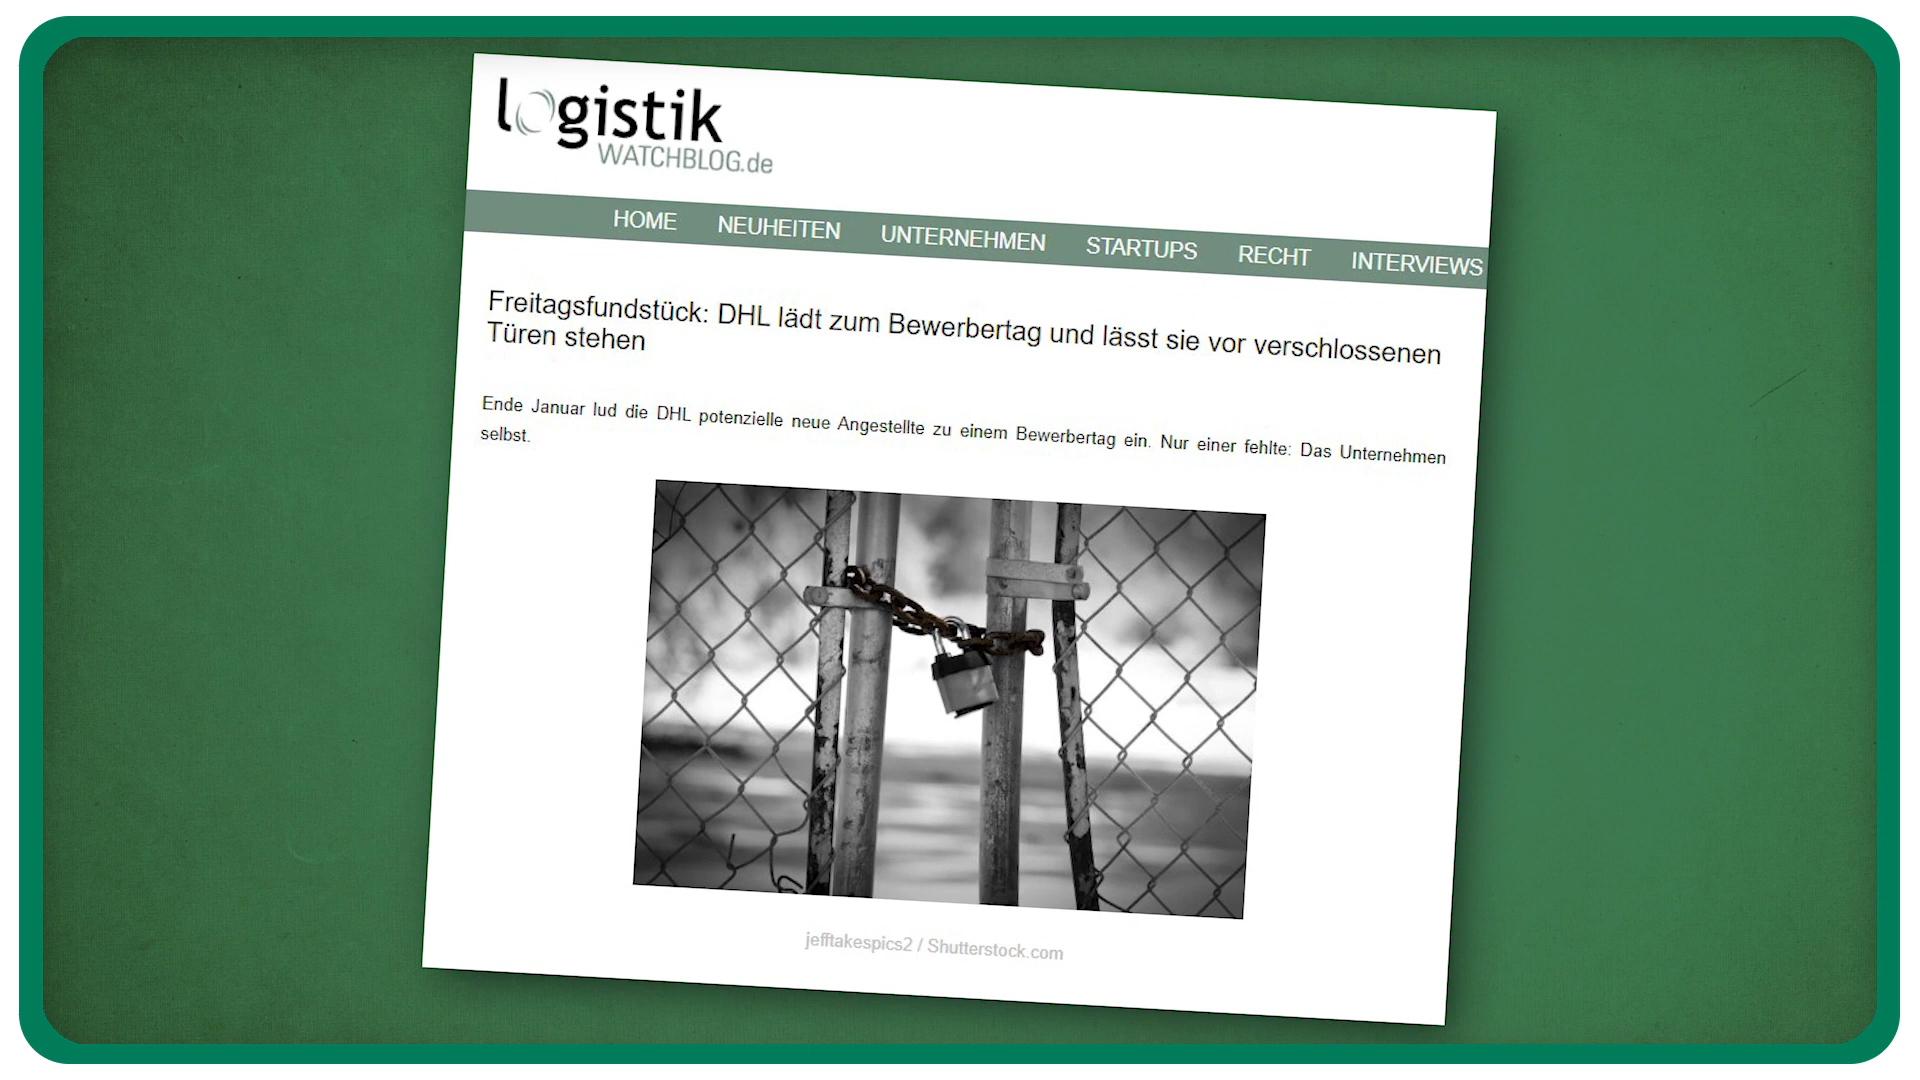 logistik
WATCHBLOG.de
HOME NEUHEITEN UNTERNEHMEN STARTUPS RECHT INTERVIEWS
Freitagsfundstück: DHL lädt zum Bewerbertag und lässt sie vor verschlossenen
Türen stehen
Ende Januar lud die DHL potenzielle neue Angestellte zu einem Bewerbertag ein. Nur einer fehlte: Das Unternehmen
selbst.
jefftakespics2 / Shutterstock.com